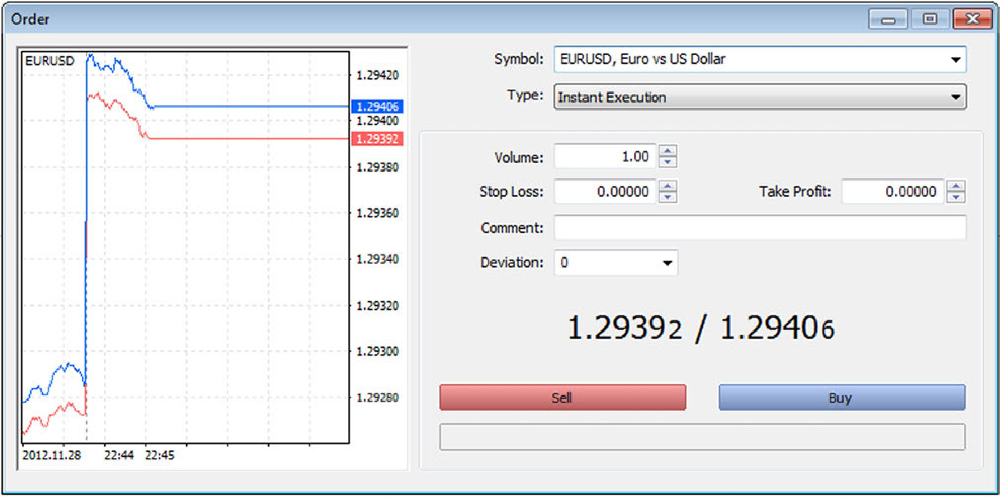 Order
EURUSD
1.29420
1.29406
1.29400
1.29392
1.29380
1.29360
1.29340
1.29320
1.29300
1.29280
2012.11.28 22:44 22:45
Symbol: EURUSD, Euro vs US Dollar
Type: Instant Execution
Volume: 1.00
Stop Loss: 0.00000 Take Profit: 0.00000
Comment:
Deviation: 0
1.29392 / 1.29406
Sell Buy